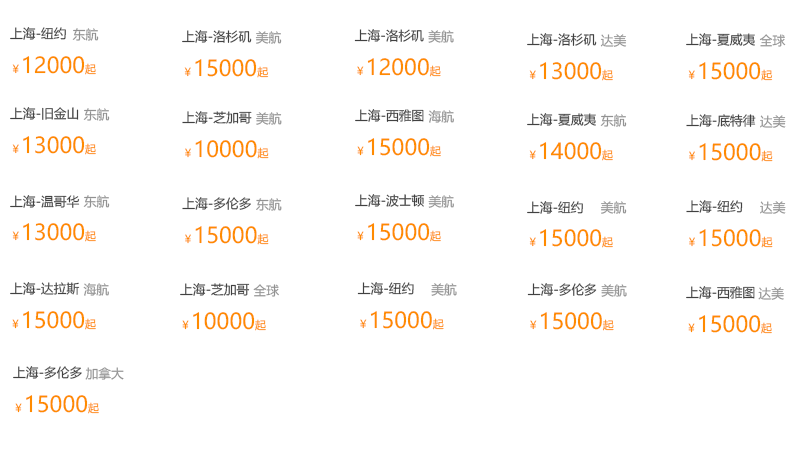 上海-纽约 东航
¥12000起
上海-洛杉矶 美航
¥15000起
上海-洛杉矶 美航
¥12000起
上海-洛杉矶 达美
¥13000起
上海-夏威夷 全球
¥15000起
上海-旧金山 东航
¥13000起
上海-芝加哥 美航
¥10000起
上海-西雅图 海航
¥15000起
上海-夏威夷 东航
¥14000起
上海-底特律 达美
¥15000起
上海-温哥华 东航
¥13000起
上海-多伦多 东航
¥15000起
上海-波士顿 美航
¥15000起
上海-纽约 美航
¥15000起
上海-纽约 达美
¥15000起
上海-达拉斯 海航
¥15000起
上海-芝加哥 全球
¥10000起
上海-纽约 美航
¥15000起
上海-多伦多 美航
¥15000起
上海-西雅图 达美
¥15000起
上海-多伦多 加拿大
¥15000起